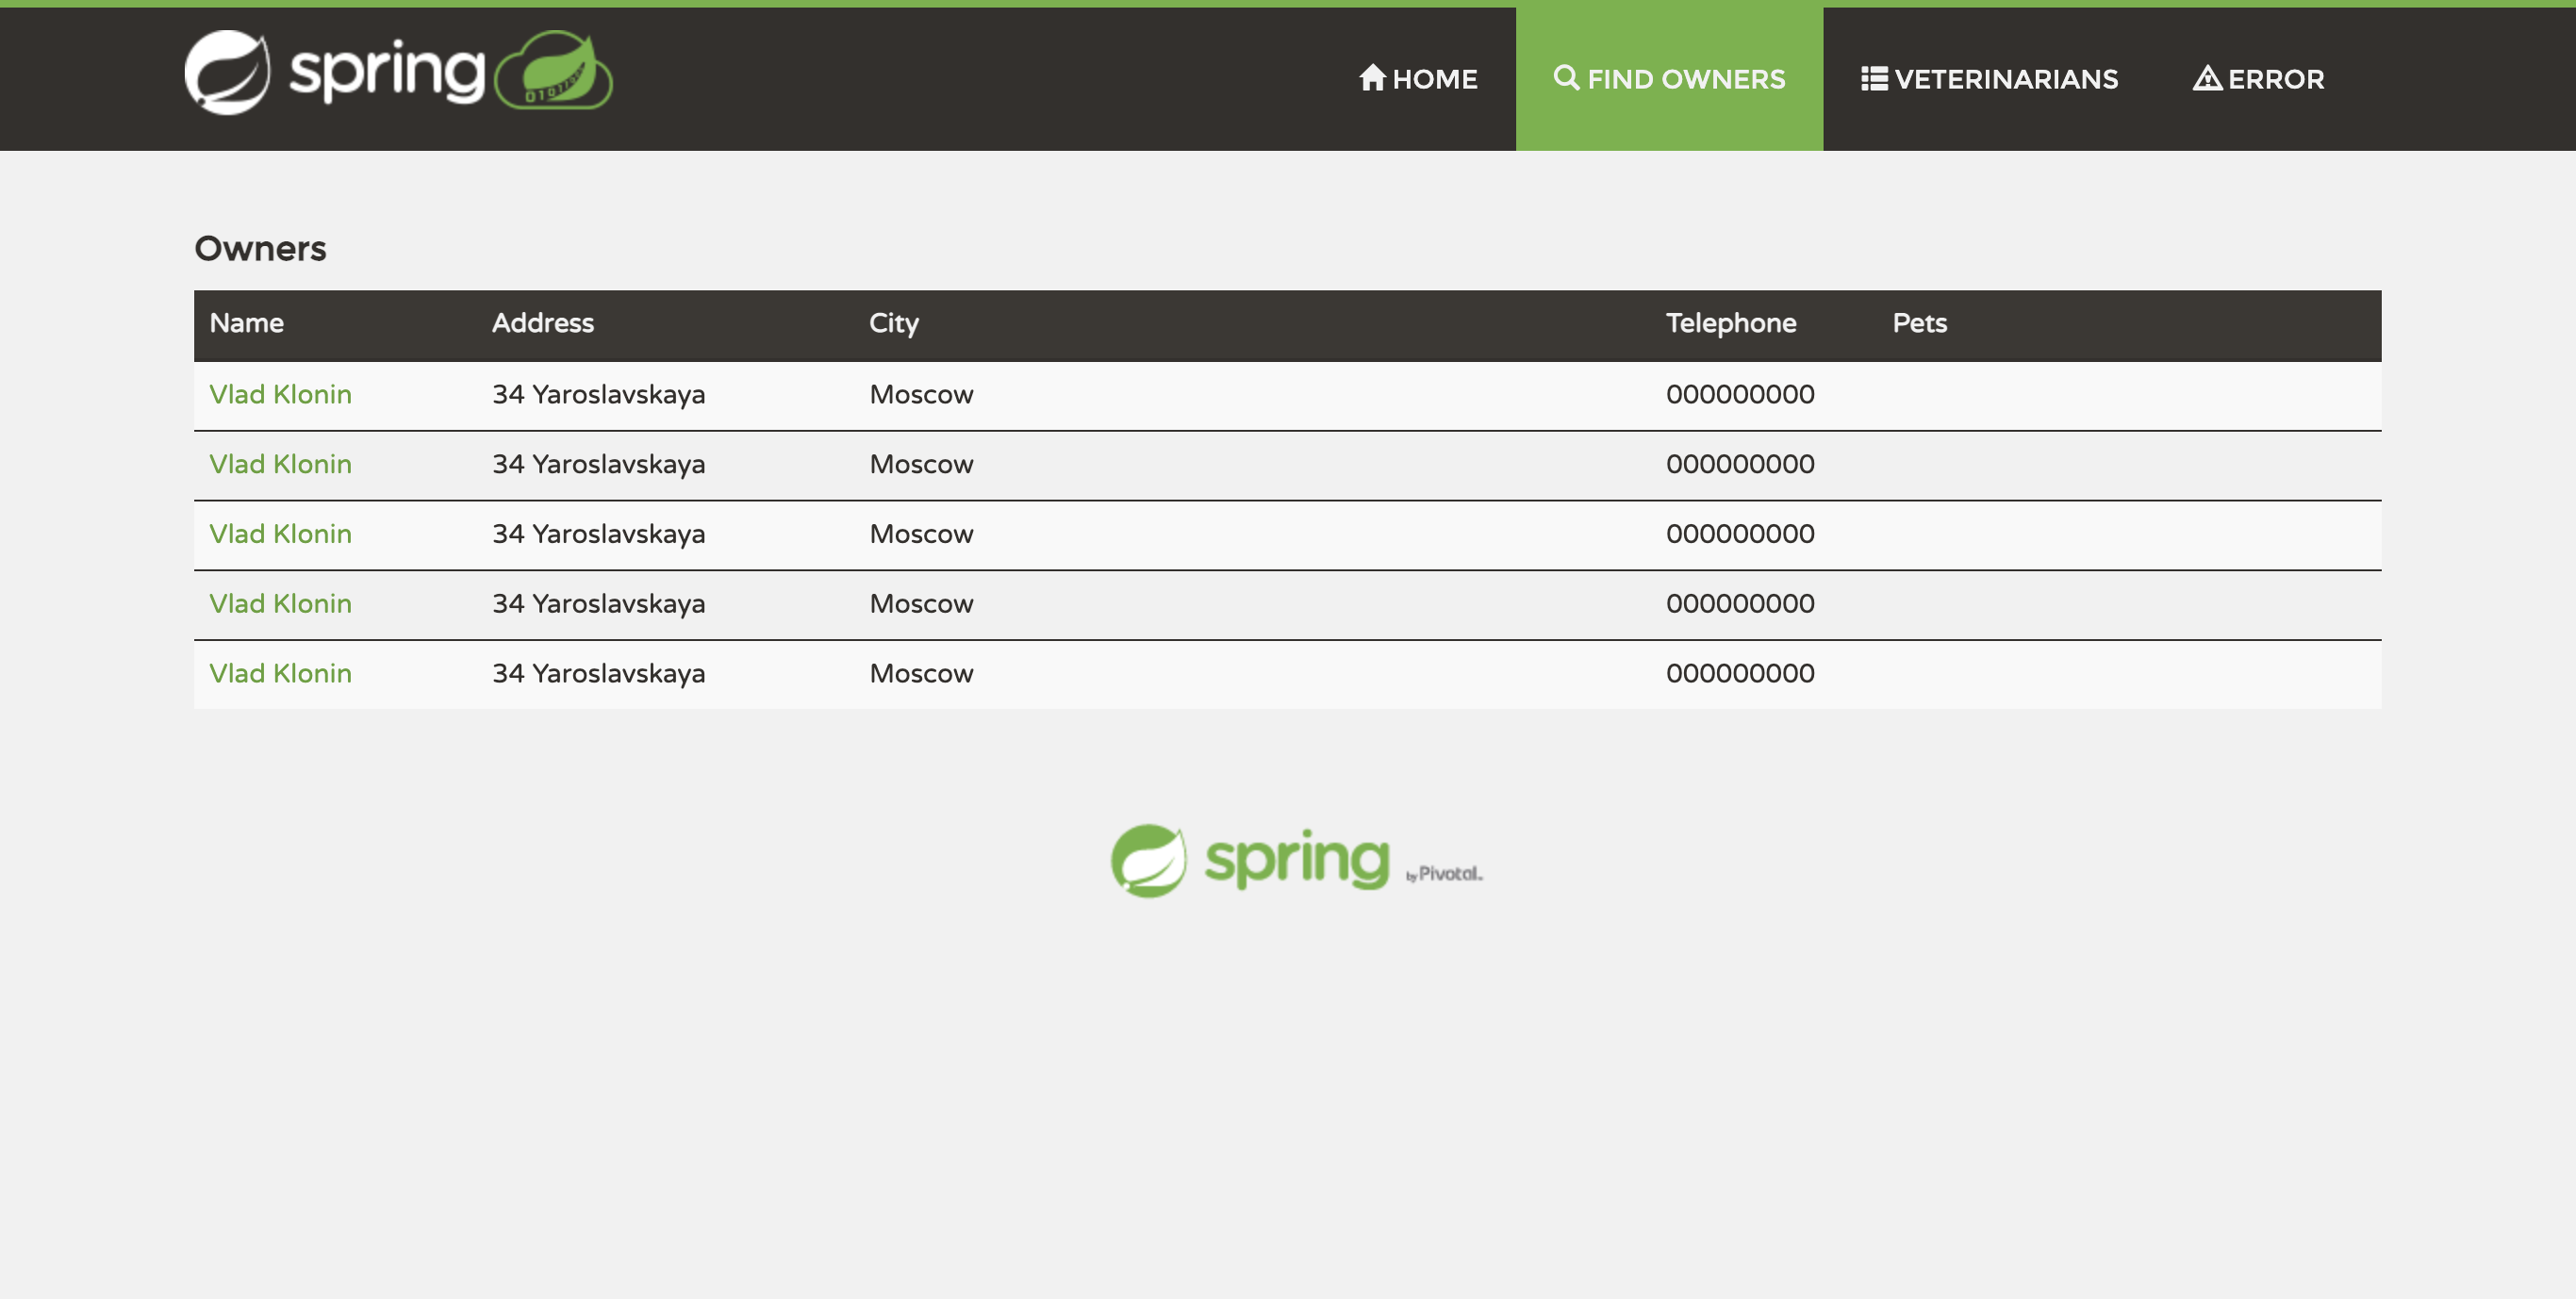 spring
HOME FIND OWNERS VETERINARIANS ERROR
Owners
Name Address City Telephone Pets
Vlad Klonin 34 Yaroslavskaya Moscow 000000000
Vlad Klonin 34 Yaroslavskaya Moscow 000000000
Vlad Klonin 34 Yaroslavskaya Moscow 000000000
Vlad Klonin 34 Yaroslavskaya Moscow 000000000
Vlad Klonin 34 Yaroslavskaya Moscow 000000000
spring by Pivotal